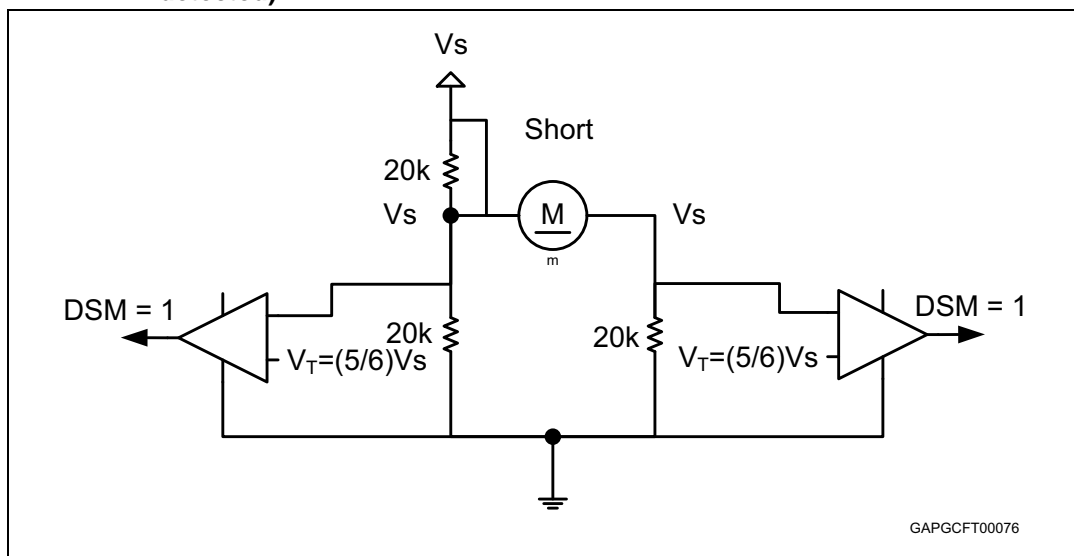 Vs
Short
20k
Vs
M
m
Vs
DSM = 1
20k
V_T=(5/6)Vs
20k
V_T=(5/6)Vs
DSM = 1
GAPGCFT00076